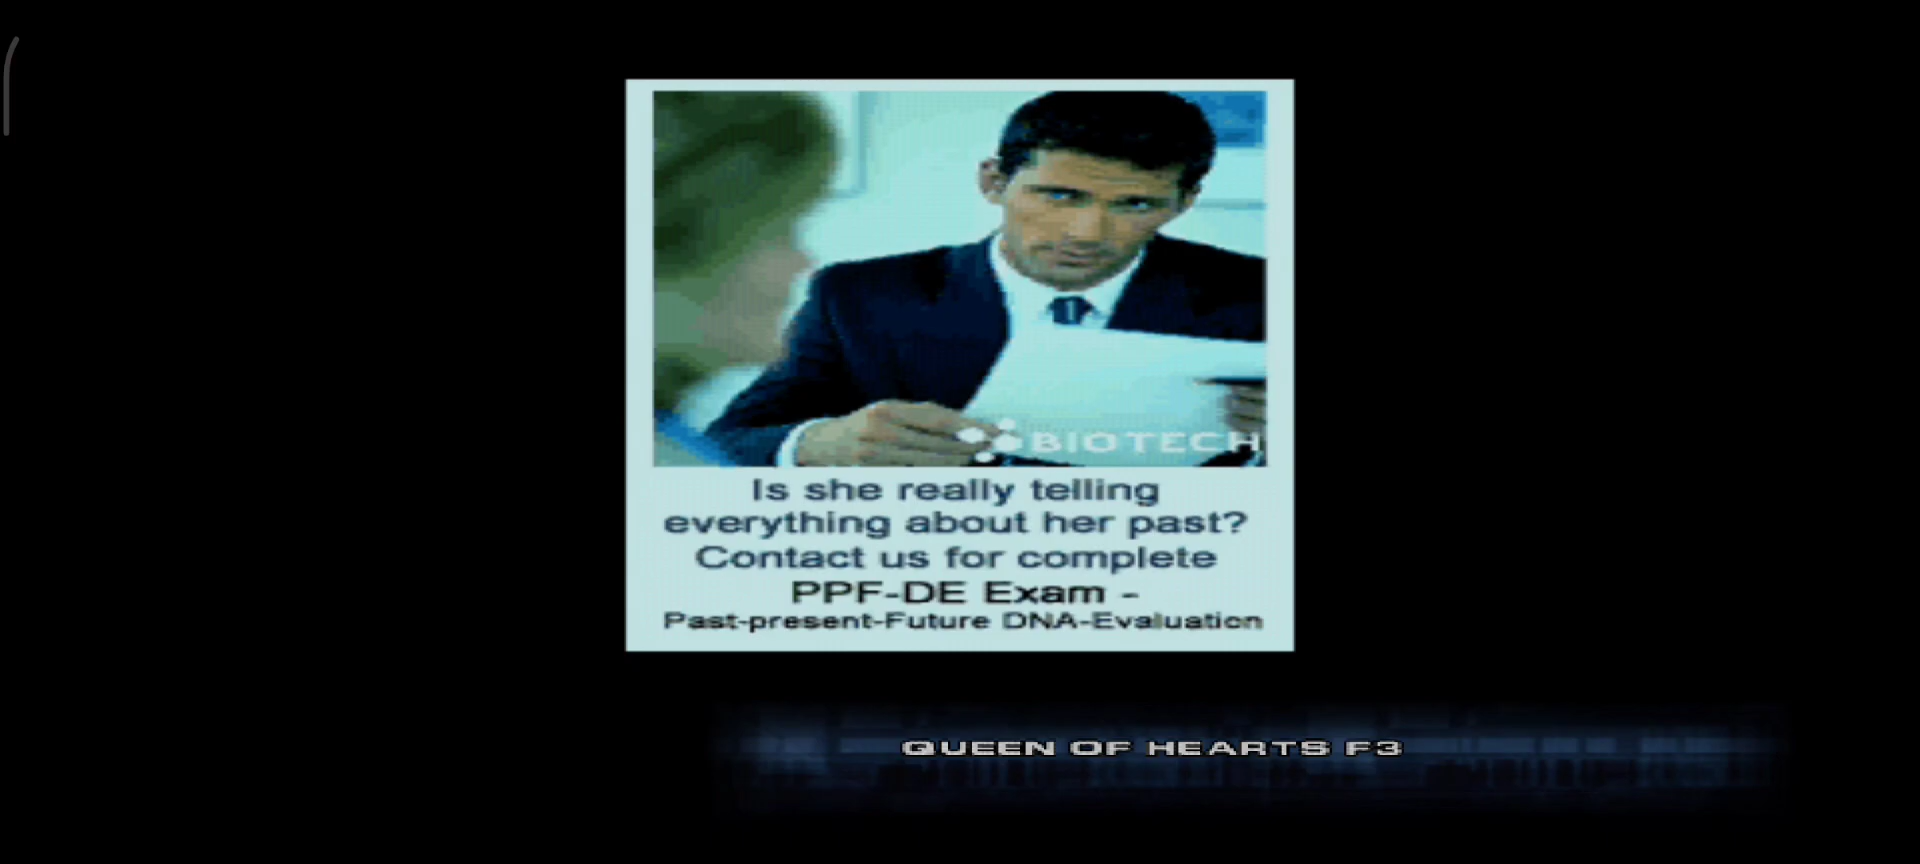 BIOTECH
Is she really telling
everything about her past?
Contact us for complete
PPF-DE Exam -
Past-present-Future DNA-Evaluation
QUEEN OF HEARTS F3